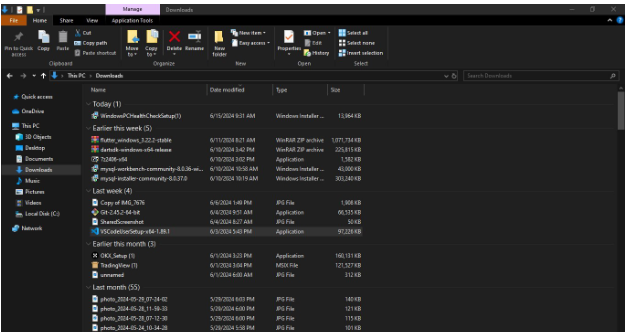 Manage Downloads
File Home Share View Application Tools
Pin to Quick access
Copy
Paste
Cut
Copy path
Paste shortcut
Clipboard
Move to
Copy to
Delete
Rename
Organize
New folder
New item
Easy access
New
Properties
Open
Edit
History
Open
Select all
Select none
Invert selection
Select
This PC > Downloads
Search Downloads
Name Date modified Type Size
Quick access
OneDrive
This PC
3D Objects
Desktop
Documents
Downloads
Music
Pictures
Videos
Local Disk (C:)
Network
Today (1)
WindowsPCHealthCheckSetup(1) 6/15/2024 8:31 AM Windows Installer ... 13,964 KB
Earlier this week (5)
flutter_windows_3.22.2-stable 6/11/2024 8:21 AM WinRAR ZIP archive 1,071,734 KB
dartsdk-windows-x64-release 6/10/2024 3:42 PM WinRAR ZIP archive 225,815 KB
7z2406-x64 6/10/2024 3:02 PM Application 1,582 KB
mysql-workbench-community-8.0.36-wi... 6/10/2024 10:58 AM Windows Installer ... 43,000 KB
mysql-installer-community-8.0.37.0 6/10/2024 10:19 AM Windows Installer ... 303,240 KB
Last week (4)
Copy of IMG_7676 6/6/2024 1:49 PM JPG File 1,908 KB
Git-2.45.2-64-bit 6/4/2024 9:51 AM Application 66,535 KB
SharedScreenshot 6/4/2024 8:27 AM JPG File 50 KB
VSCodeUserSetup-x64-1.89.1 6/3/2024 5:43 PM Application 97,228 KB
Earlier this month (3)
OKX_Setup (1) 6/1/2024 3:23 PM Application 160,131 KB
TradingView (1) 6/1/2024 3:04 PM MSIX File 121,527 KB
unnamed 6/1/2024 6:00 AM JPG File 312 KB
Last month (55)
photo_2024-05-29_07-24-02 5/29/2024 6:03 PM JPG File 140 KB
photo_2024-05-28_11-59-33 5/29/2024 6:00 PM JPG File 121 KB
photo_2024-05-28_07-12-30 5/29/2024 6:00 PM JPG File 115 KB
photo_2024-05-24_10-34-28 5/29/2024 5:58 PM JPG File 101 KB